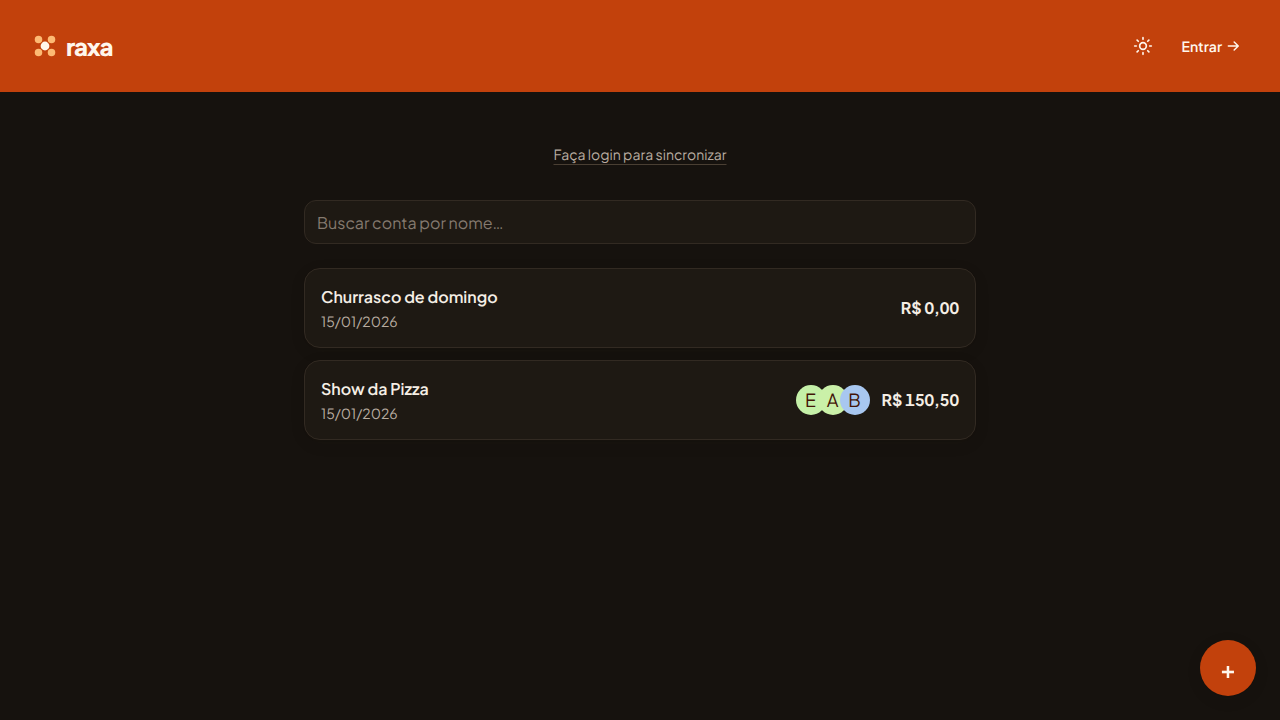 raxa
Entrar →
Faça login para sincronizar
Buscar conta por nome...
Churrasco de domingo
R$ 0,00
15/01/2026
Show da Pizza
E A B R$ 150,50
15/01/2026
+